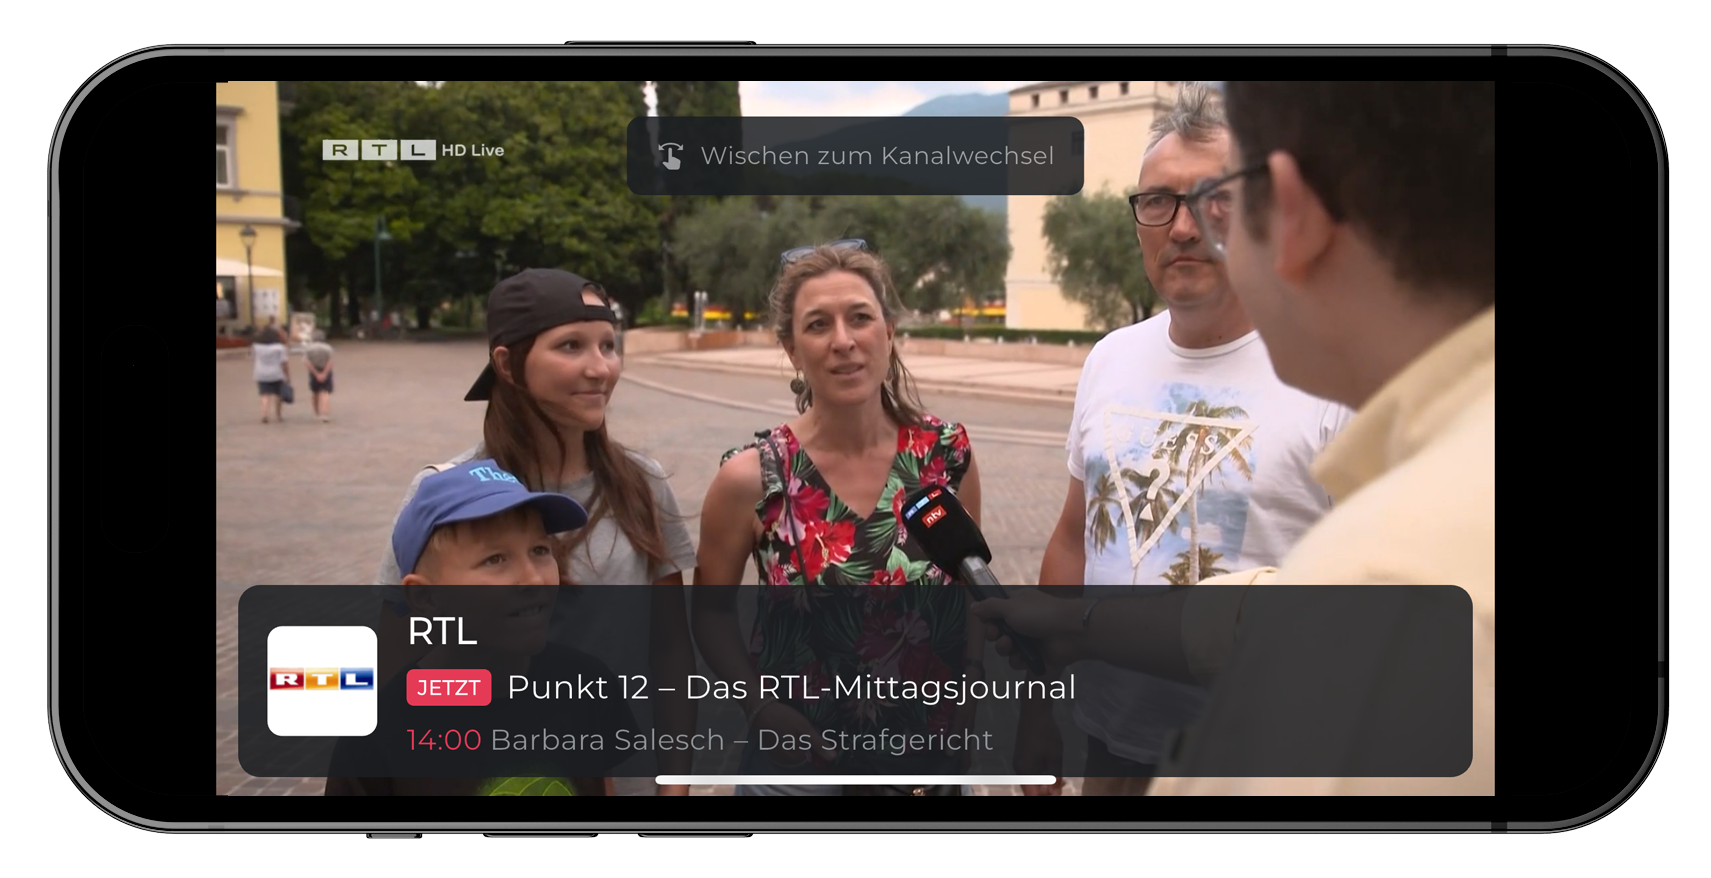 RTL HD Live
Wischen zum Kanalwechsel
The
GUESS
?
ntv
RTL
RTL
JETZT Punkt 12 – Das RTL-Mittagsjournal
14:00 Barbara Salesch – Das Strafgericht